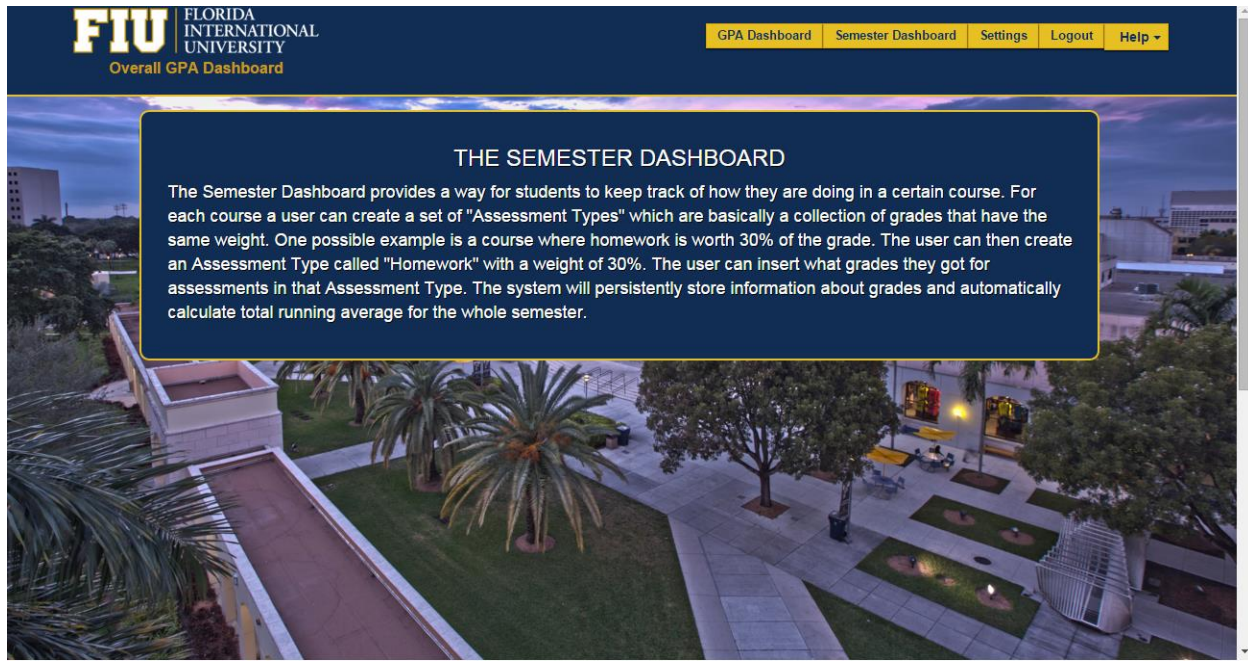 FIU
FLORIDA
INTERNATIONAL
UNIVERSITY
Overall GPA Dashboard
GPA Dashboard
Semester Dashboard
Settings
Logout
Help
THE SEMESTER DASHBOARD
The Semester Dashboard provides a way for students to keep track of how they are doing in a certain course. For
each course a user can create a set of "Assessment Types" which are basically a collection of grades that have the
same weight. One possible example is a course where homework is worth 30% of the grade. The user can then create
an Assessment Type called "Homework" with a weight of 30%. The user can insert what grades they got for
assessments in that Assessment Type. The system will persistently store information about grades and automatically
calculate total running average for the whole semester.